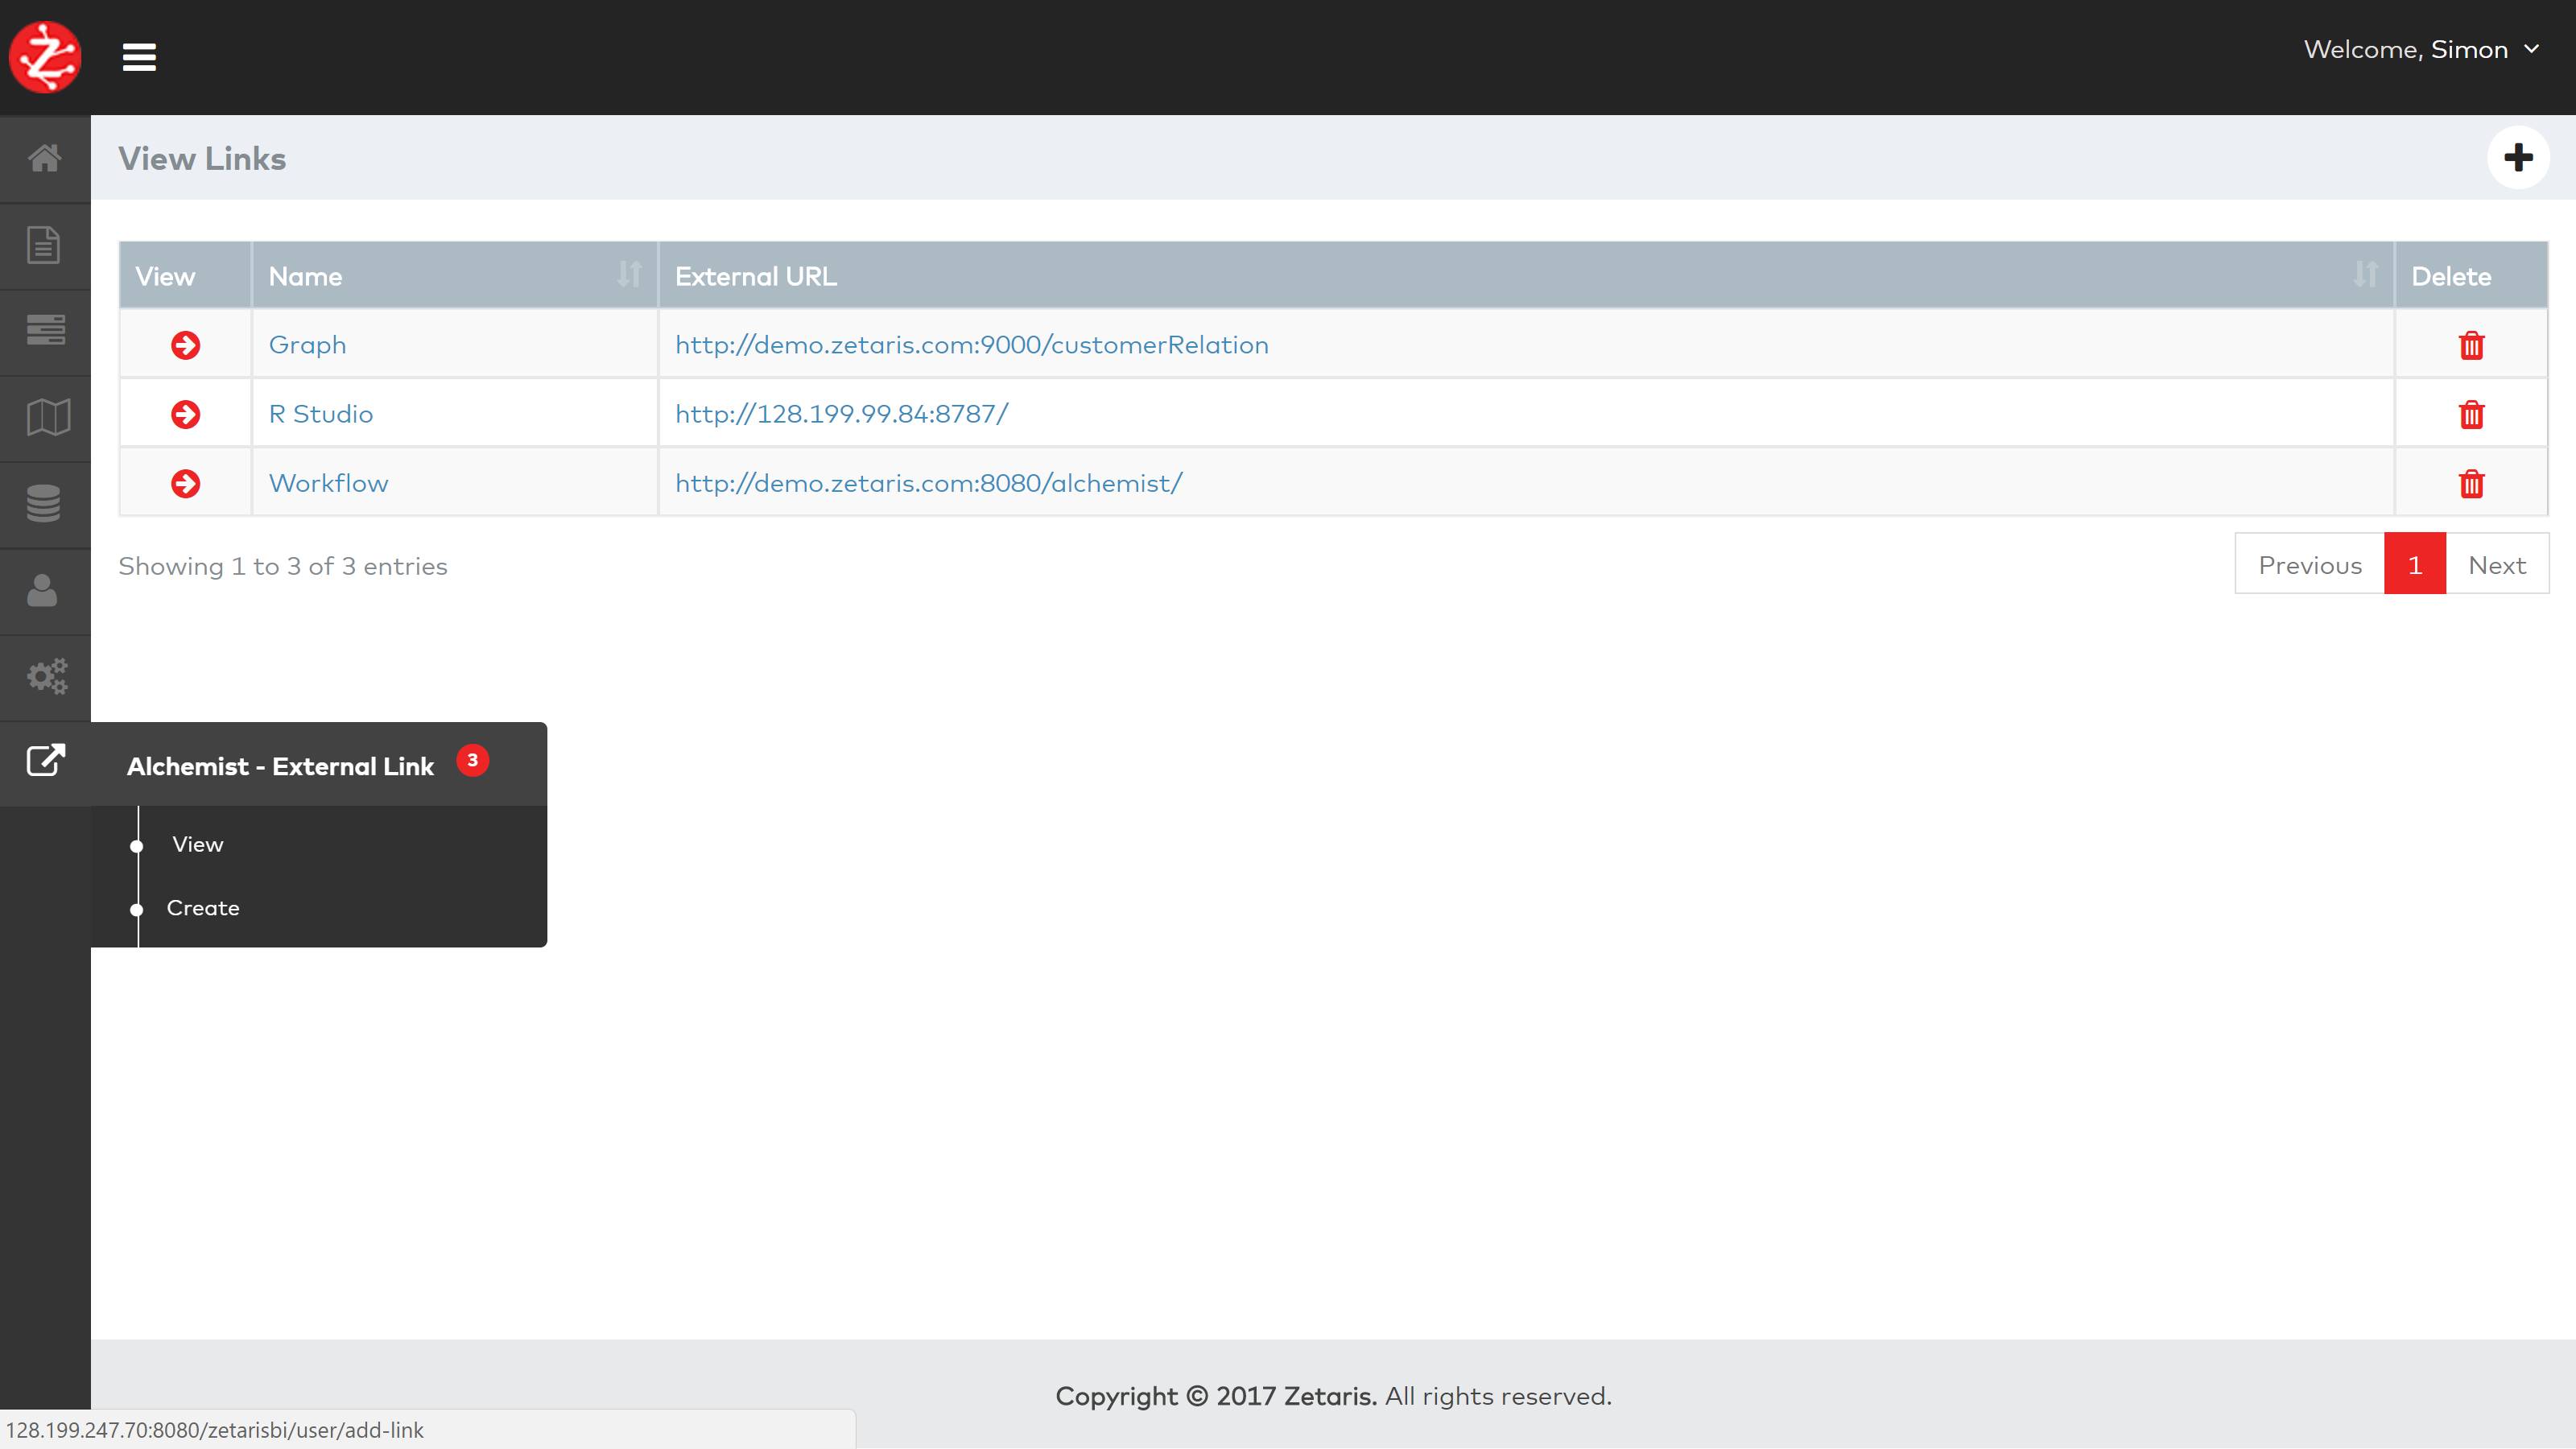 Welcome, Simon
View Links
View Name External URL Delete
Graph http://demo.zetaris.com:9000/customerRelation
R Studio http://128.199.99.84:8787/
Workflow http://demo.zetaris.com:8080/alchemist/
Showing 1 to 3 of 3 entries
Previous 1 Next
Alchemist - External Link 3
View
Create
Copyright © 2017 Zetaris. All rights reserved.
128.199.247.70:8080/zetarisbi/user/add-link